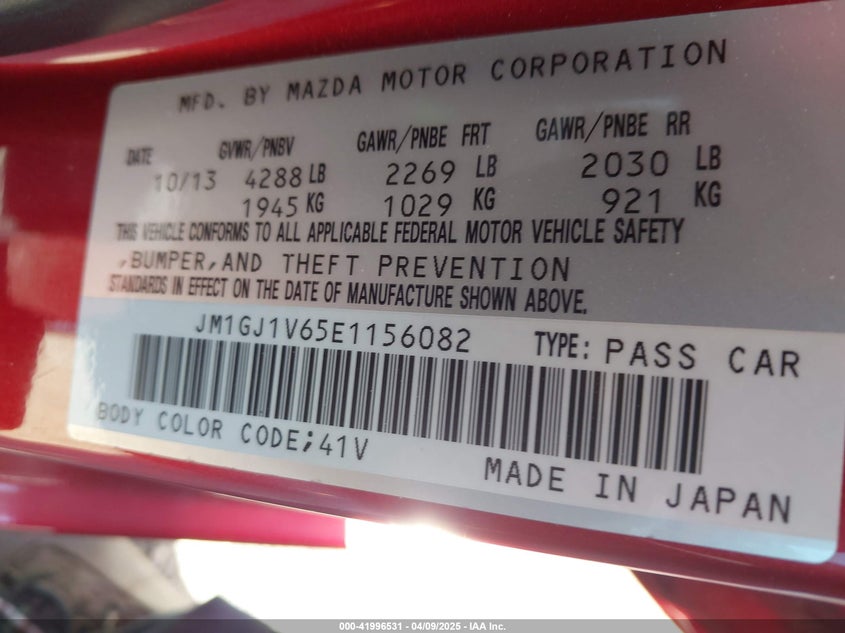 MFD. BY MAZDA MOTOR CORPORATION
DATE GVWR/PNBV GAWR/PNBE FRT GAWR/PNBE RR
10/13 4288 LB 2269 LB 2030 LB
1945 KG 1029 KG 921 KG
THIS VEHICLE CONFORMS TO ALL APPLICABLE FEDERAL MOTOR VEHICLE SAFETY
,BUMPER,AND THEFT PREVENTION
STANDARDS IN EFFECT ON THE DATE OF MANUFACTURE SHOWN ABOVE.
JM1GJ1V65E1156082 TYPE: PASS CAR
BODY COLOR CODE;41V
MADE IN JAPAN
000-41996531 - 04/09/2025 - IAA Inc.